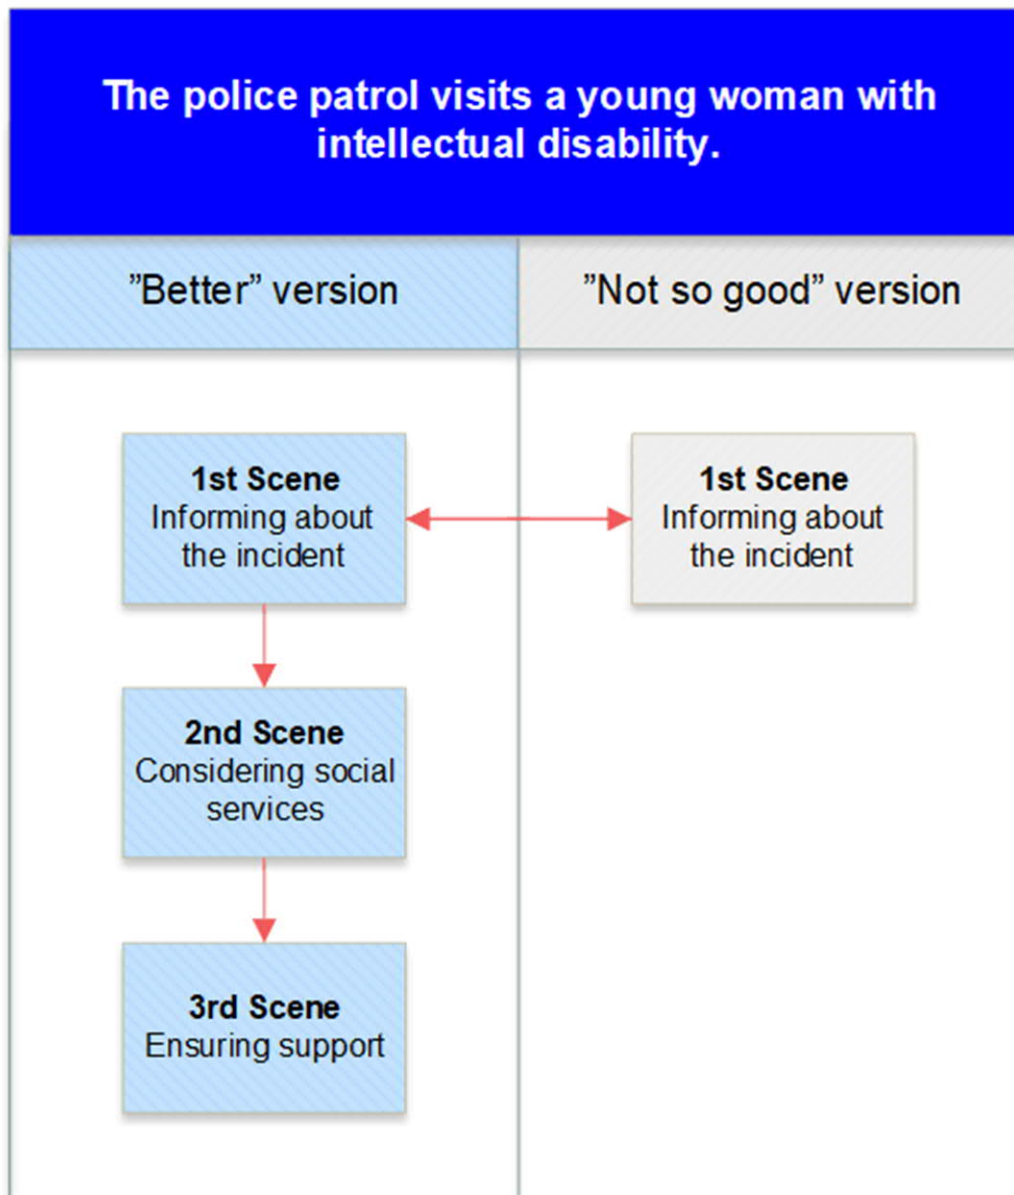 The police patrol visits a young woman with
intellectual disability.
”Better” version
”Not so good” version
1st Scene
Informing about
the incident
1st Scene
Informing about
the incident
2nd Scene
Considering social
services
3rd Scene
Ensuring support